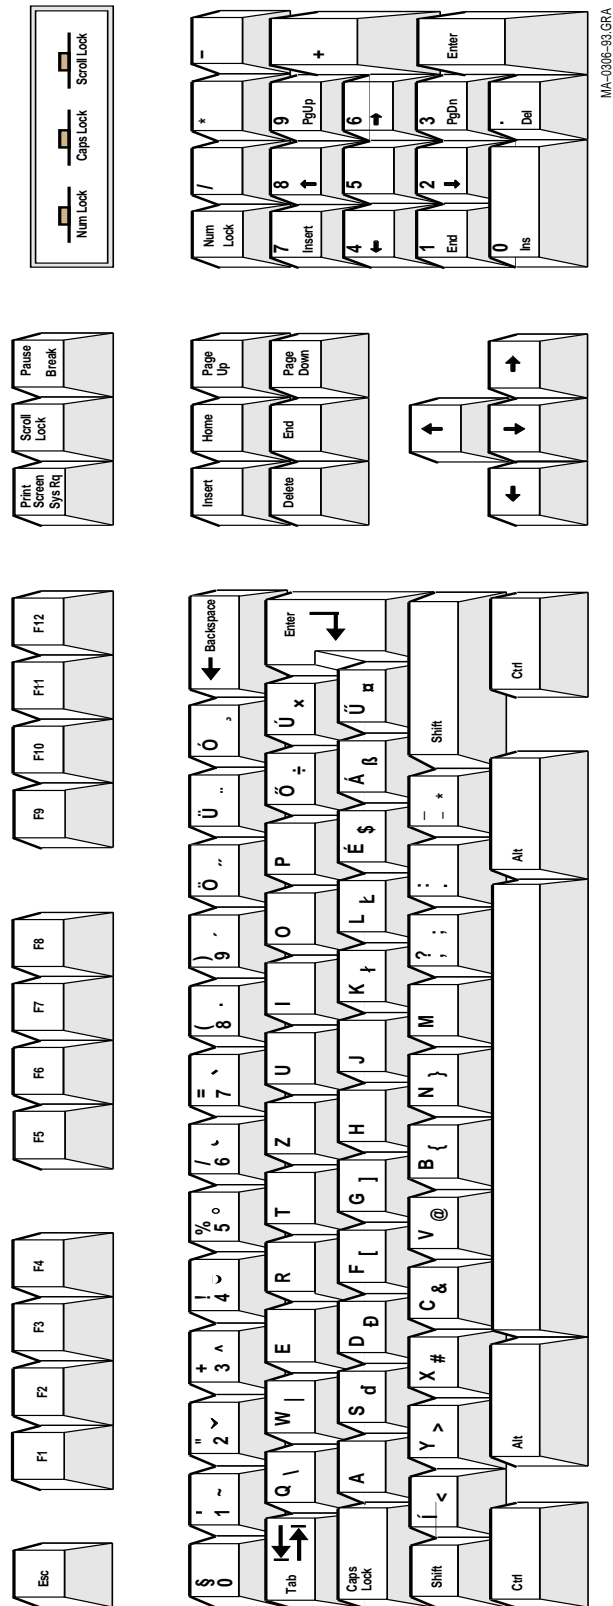 Esc F1 F2 F3 F4 F5 F6 F7 F8 F9 F10 F11 F12
Print Screen Sys Rq
Scroll Lock
Pause Break
Num Lock Caps Lock Scroll Lock
§ 0 ' 1 ~ " 2 ˇ + 3 ^ ! 4 ˘ % 5 ° / 6 ˛ = 7 ` ( 8 ˙ ) 9 ´ Ö ˝ Ü ¨ Ó ¸ ← Backspace
Insert Home Page Up
Num Lock / * -
Tab Q \ W | E R T Z U I O P Ő ÷ Ú × Enter
Delete End Page Down
7 Insert 8 ↑ 9 PgUp +
Caps Lock A S đ D Đ F [ G ] H J K ł L Ł É $ Á ß Ű ¤
4 ← 5 6 →
Shift Í < Y > X # C & V @ B { N } M ? , ; : . – _ * Shift
↑
1 End 2 ↓ 3 PgDn Enter
Ctrl Alt Alt Ctrl
← ↓ →
0 Ins . Del
MA–0306–93.GRA